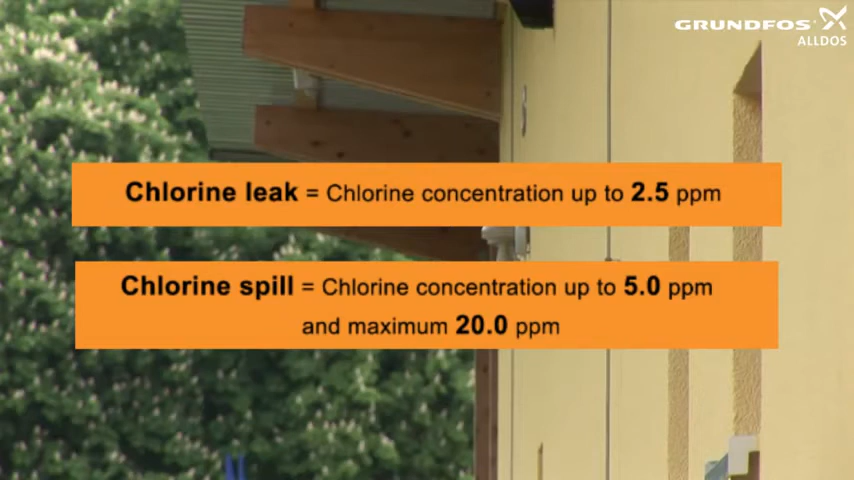 GRUNDFOS
ALLDOS
Chlorine leak = Chlorine concentration up to 2.5 ppm
Chlorine spill = Chlorine concentration up to 5.0 ppm
and maximum 20.0 ppm